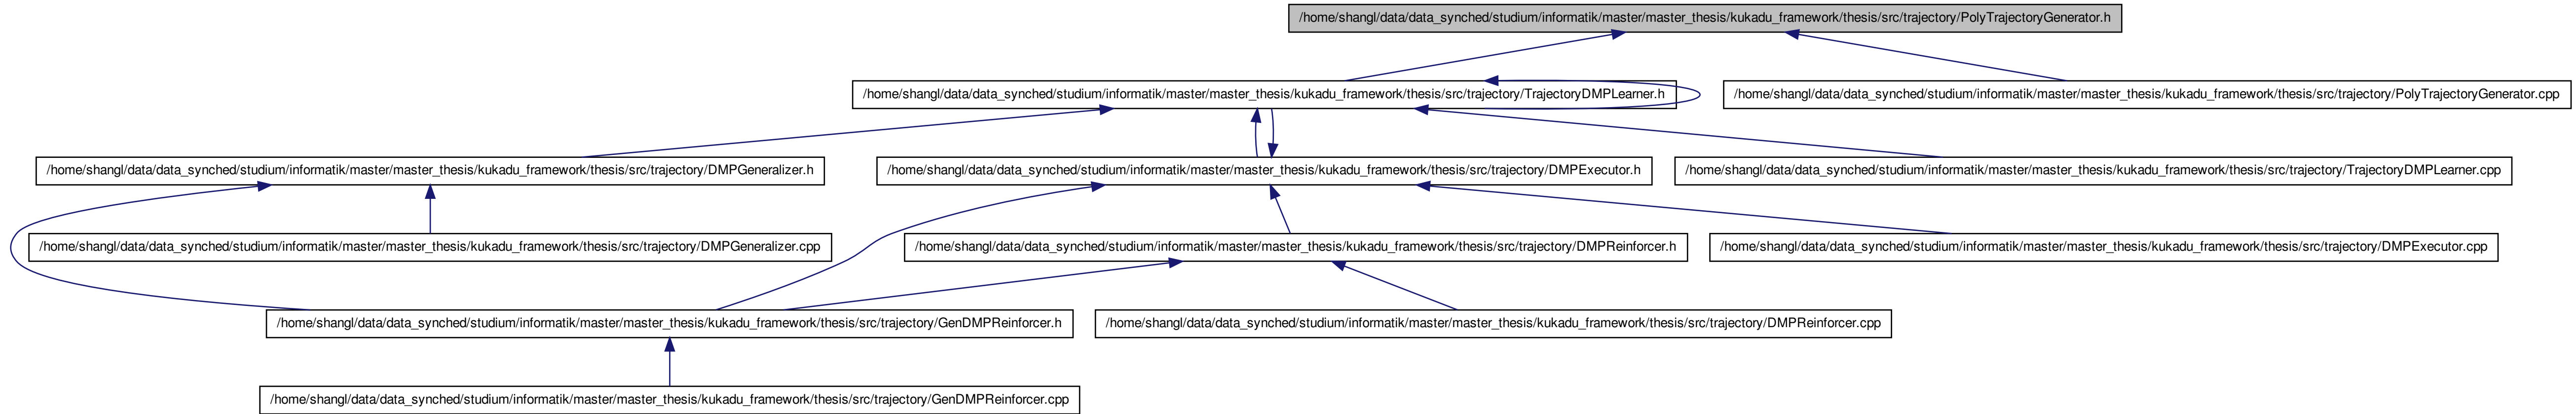 /home/shangl/data/data_synched/studium/informatik/master/master_thesis/kukadu_framework/thesis/src/trajectory/PolyTrajectoryGenerator.h
/home/shangl/data/data_synched/studium/informatik/master/master_thesis/kukadu_framework/thesis/src/trajectory/TrajectoryDMPLearner.h
/home/shangl/data/data_synched/studium/informatik/master/master_thesis/kukadu_framework/thesis/src/trajectory/PolyTrajectoryGenerator.cpp
/home/shangl/data/data_synched/studium/informatik/master/master_thesis/kukadu_framework/thesis/src/trajectory/DMPGeneralizer.h
/home/shangl/data/data_synched/studium/informatik/master/master_thesis/kukadu_framework/thesis/src/trajectory/DMPExecutor.h
/home/shangl/data/data_synched/studium/informatik/master/master_thesis/kukadu_framework/thesis/src/trajectory/TrajectoryDMPLearner.cpp
/home/shangl/data/data_synched/studium/informatik/master/master_thesis/kukadu_framework/thesis/src/trajectory/DMPGeneralizer.cpp
/home/shangl/data/data_synched/studium/informatik/master/master_thesis/kukadu_framework/thesis/src/trajectory/DMPReinforcer.h
/home/shangl/data/data_synched/studium/informatik/master/master_thesis/kukadu_framework/thesis/src/trajectory/DMPExecutor.cpp
/home/shangl/data/data_synched/studium/informatik/master/master_thesis/kukadu_framework/thesis/src/trajectory/GenDMPReinforcer.h
/home/shangl/data/data_synched/studium/informatik/master/master_thesis/kukadu_framework/thesis/src/trajectory/DMPReinforcer.cpp
/home/shangl/data/data_synched/studium/informatik/master/master_thesis/kukadu_framework/thesis/src/trajectory/GenDMPReinforcer.cpp